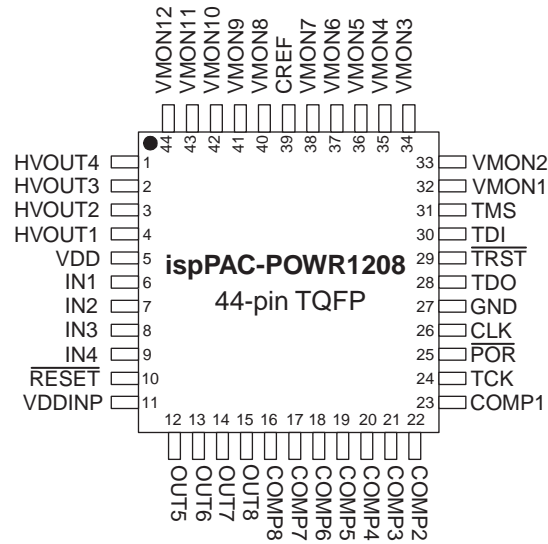 VMON12
VMON11
VMON10
VMON9
VMON8
CREF
VMON7
VMON6
VMON5
VMON4
VMON3
44
43
42
41
40
39
38
37
36
35
34
HVOUT4 1
HVOUT3 2
HVOUT2 3
HVOUT1 4
VDD 5
IN1 6
IN2 7
IN3 8
IN4 9
RESET 10
VDDINP 11
ispPAC-POWR1208
44-pin TQFP
33 VMON2
32 VMON1
31 TMS
30 TDI
29 TRST
28 TDO
27 GND
26 CLK
25 POR
24 TCK
23 COMP1
12 13 14 15 16 17 18 19 20 21 22
OUT5
OUT6
OUT7
OUT8
COMP8
COMP7
COMP6
COMP5
COMP4
COMP3
COMP2